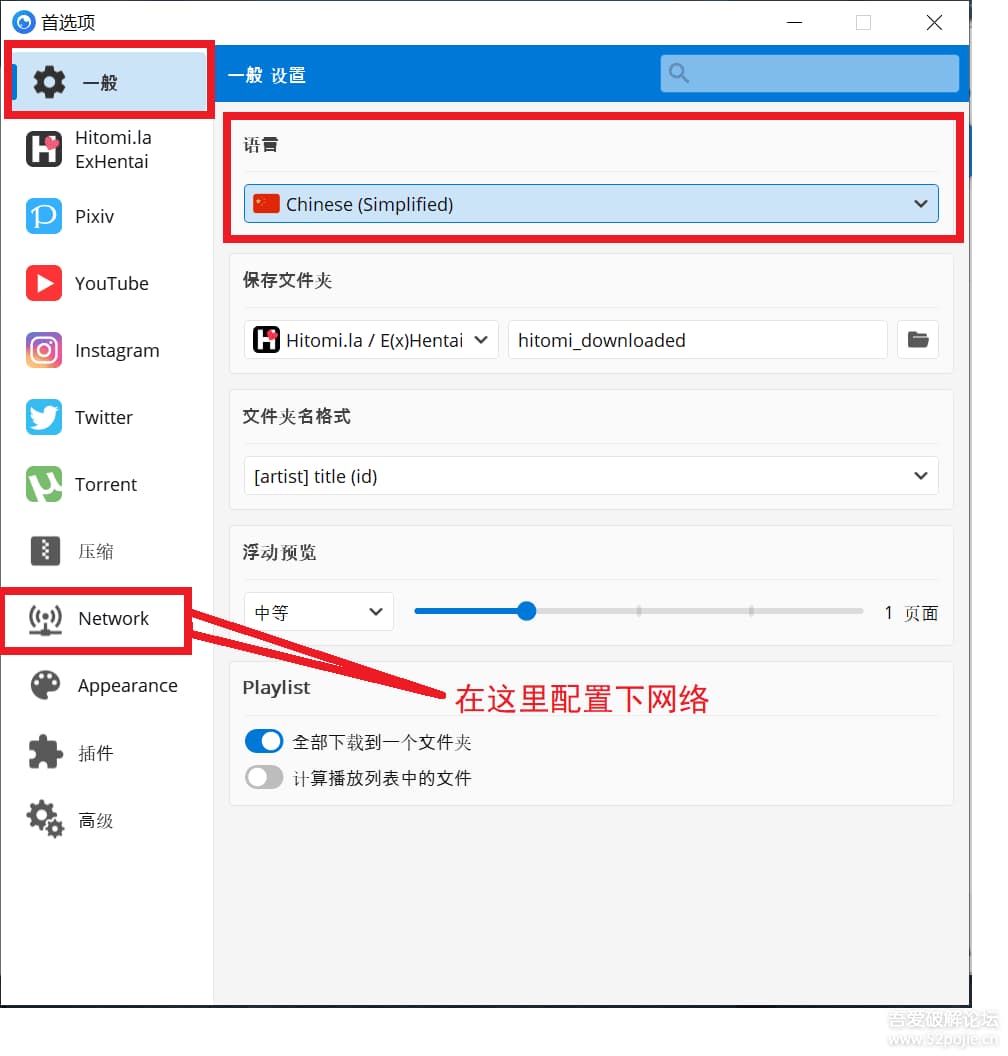 首选项
一般
一般 设置
Hitomi.la
ExHentai
Pixiv
YouTube
Instagram
Twitter
Torrent
压缩
Network
Appearance
插件
高级
语言
Chinese (Simplified)
保存文件夹
Hitomi.la / E(x)Hentai
hitomi_downloaded
文件夹名格式
[artist] title (id)
浮动预览
中等
1 页面
Playlist
在这里配置下网络
全部下载到一个文件夹
计算播放列表中的文件
吾爱破解论坛
www.52pojie.cn